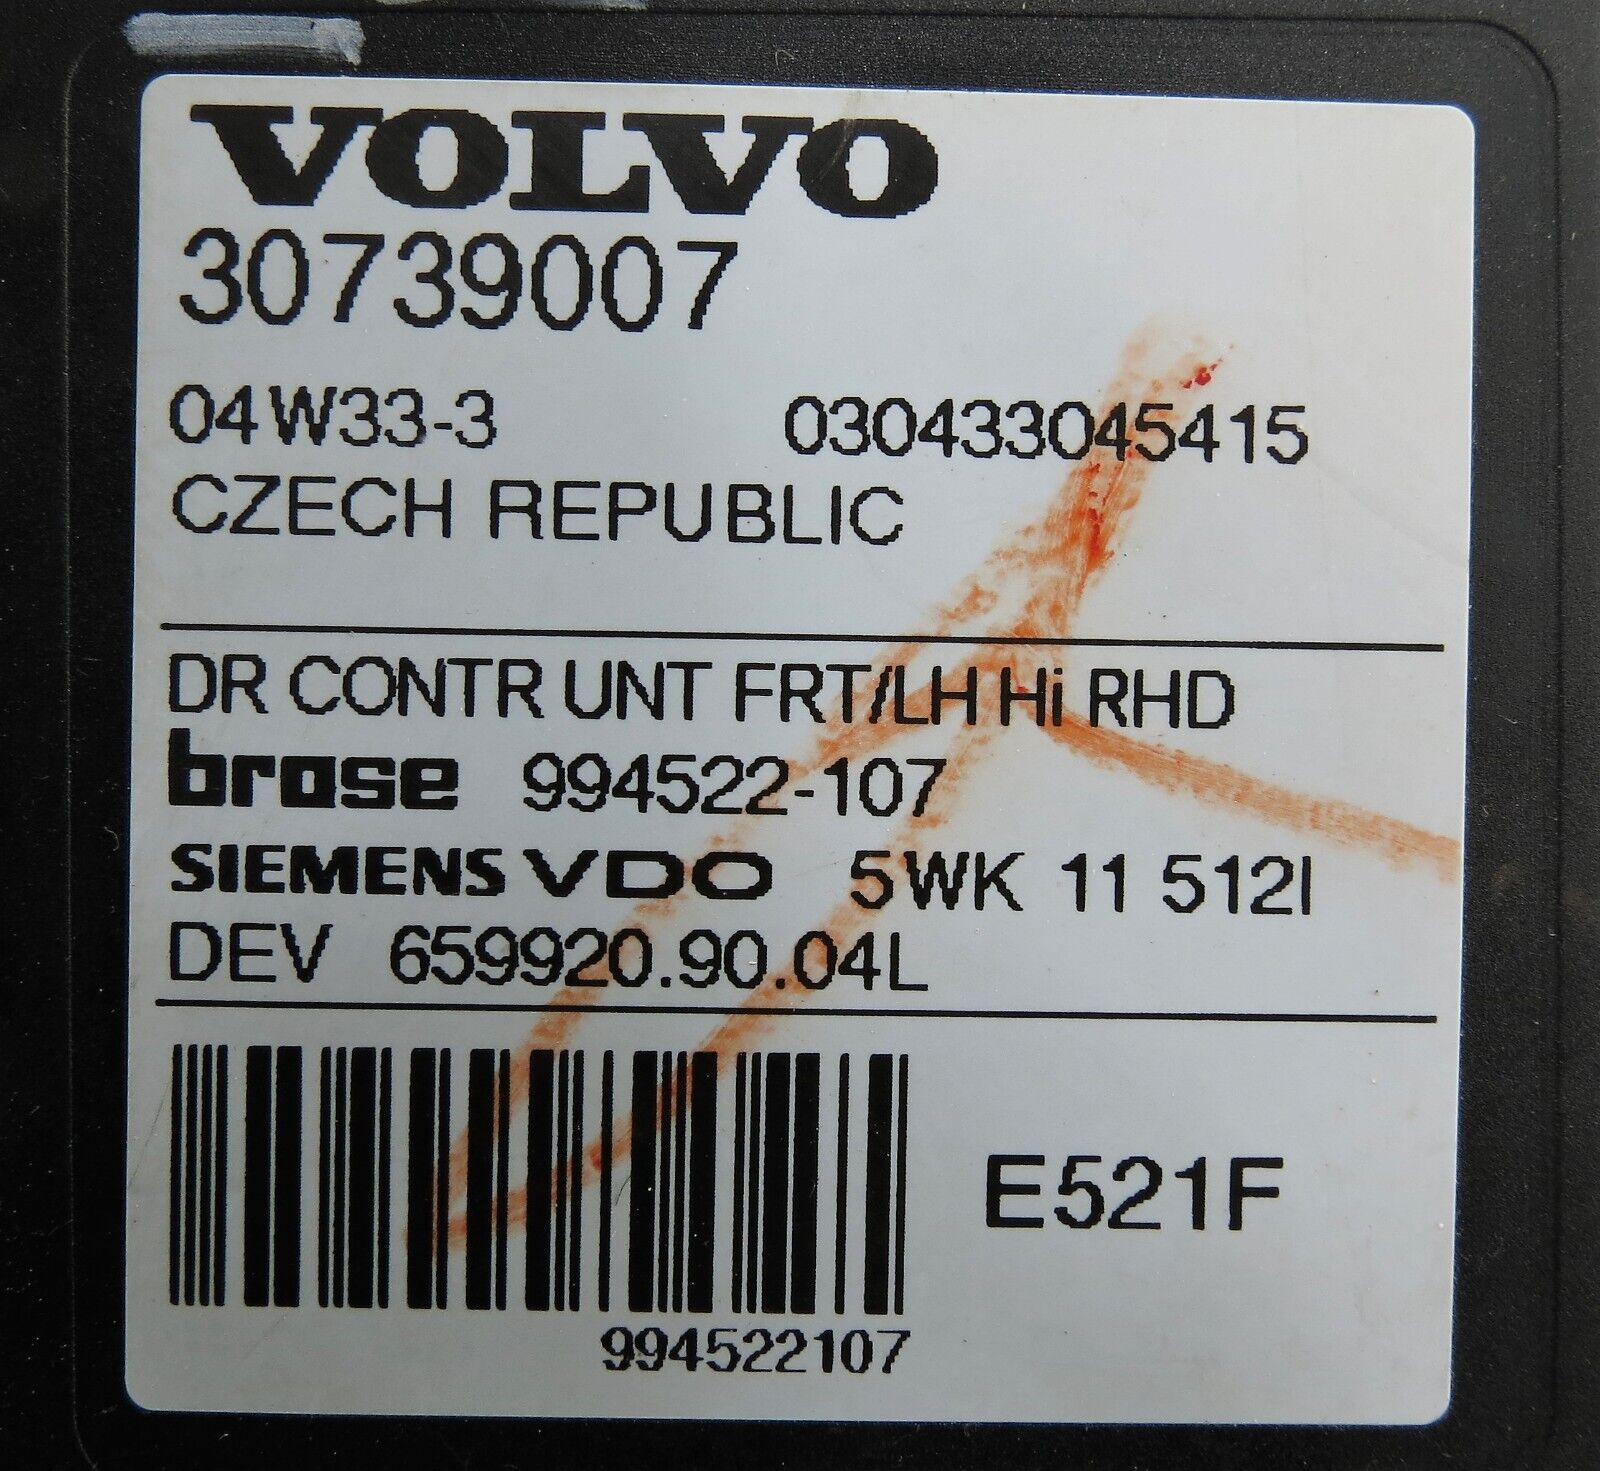 VOLVO
30739007
04W33-3 030433045415
CZECH REPUBLIC
DR CONTR UNT FRT/LH Hi RHD
brose 994522-107
SIEMENS VDO 5WK 11 512I
DEV 659920.90.04L
E521F
994522107